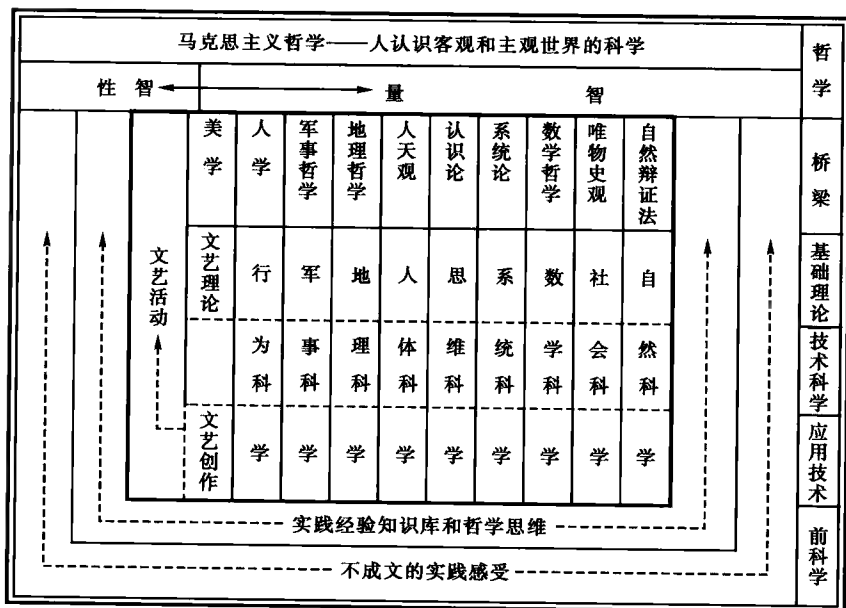 马克思主义哲学——人认识客观和主观世界的科学
哲学
性智
量智
美学
人学
军事哲学
地理哲学
人天观
认识论
系统论
数学哲学
唯物史观
自然辩证法
桥梁
文艺活动
文艺理论
文艺创作
行为科学
军事科学
地理科学
人体科学
思维科学
系统科学
数学科学
社会科学
自然科学
基础理论
技术科学
应用技术
实践经验知识库和哲学思维
不成文的实践感受
前科学